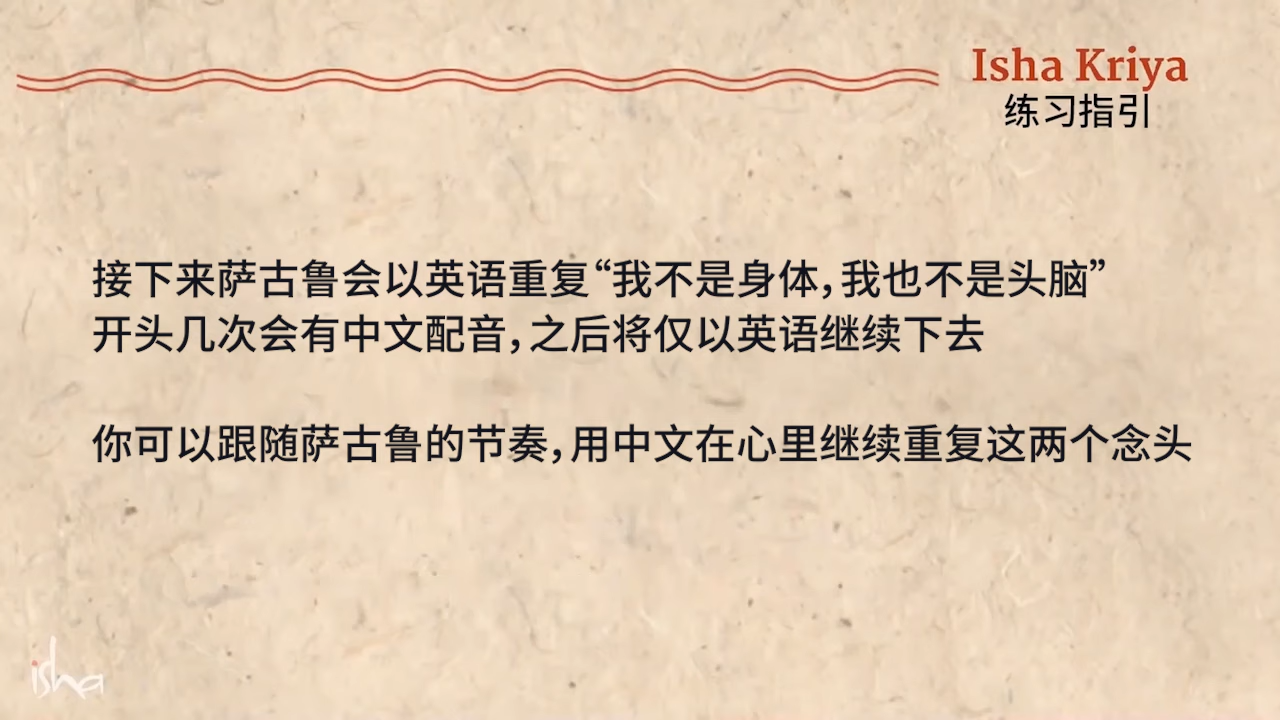 Isha Kriya
练习指引
接下来萨古鲁会以英语重复“我不是身体，我也不是头脑”
开头几次会有中文配音，之后将仅以英语继续下去
你可以跟随萨古鲁的节奏，用中文在心里继续重复这两个念头
isha